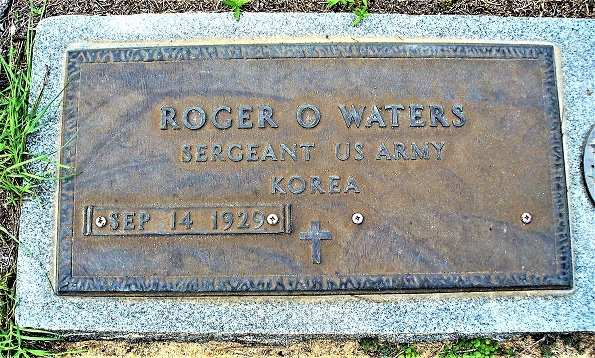 ROGER O WATERS
SERGEANT US ARMY
KOREA
SEP 14 1929